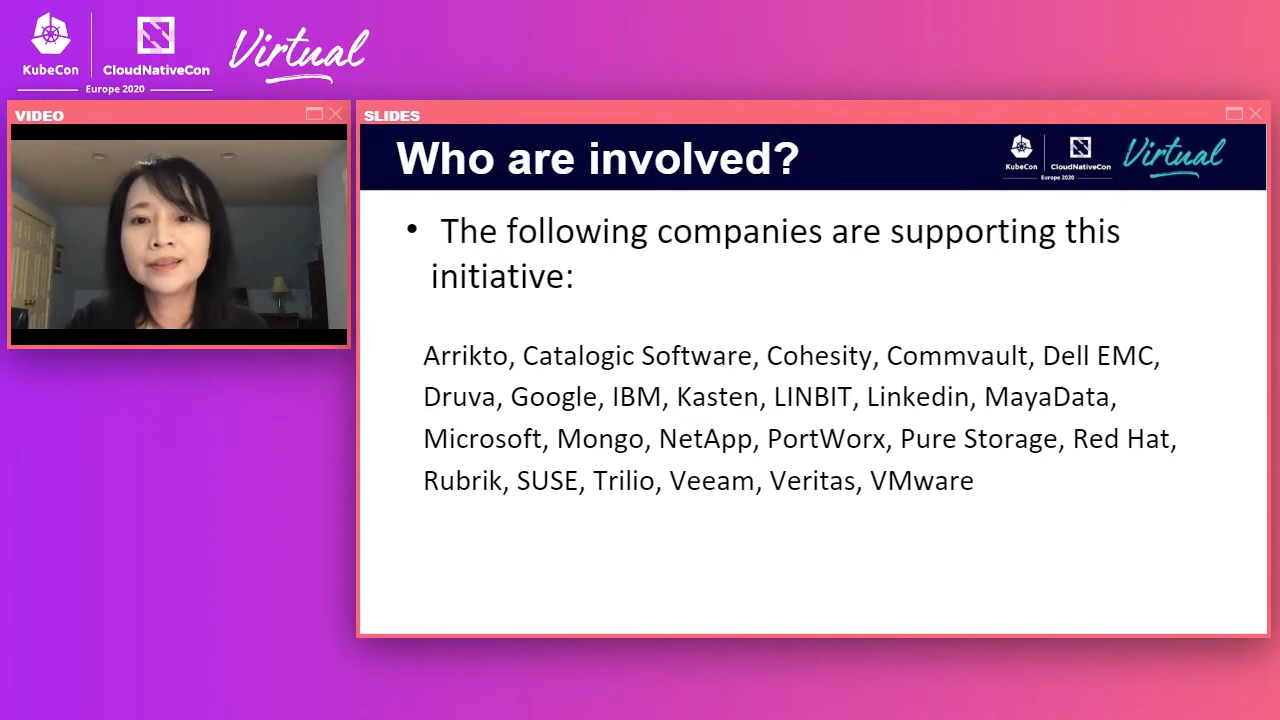 KubeCon
CloudNativeCon
Europe 2020
Virtual
VIDEO
SLIDES
Who are involved?
KubeCon
CloudNativeCon
Europe 2020
Virtual
• The following companies are supporting this
initiative:
Arrikto, Catalogic Software, Cohesity, Commvault, Dell EMC,
Druva, Google, IBM, Kasten, LINBIT, Linkedin, MayaData,
Microsoft, Mongo, NetApp, PortWorx, Pure Storage, Red Hat,
Rubrik, SUSE, Trilio, Veeam, Veritas, VMware